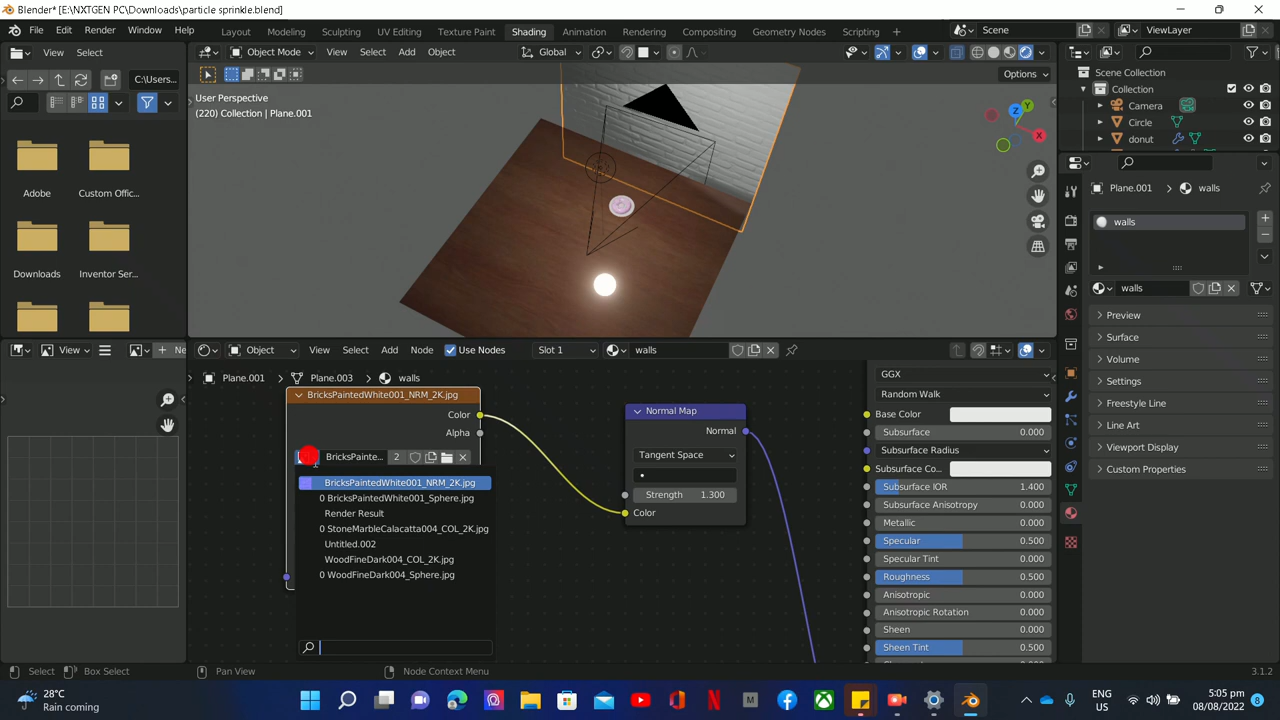 Blender* [E:\NXTGEN PC\Downloads\particle sprinkle.blend]
File Edit Render Window Help
Layout Modeling Sculpting UV Editing Texture Paint Shading Animation Rendering Compositing Geometry Nodes Scripting +
Scene
ViewLayer
View Select
Object Mode View Select Add Object
Global
Options
C:\Users...
User Perspective
(220) Collection | Plane.001
X
Y
Z
Scene Collection
Collection
Camera
Circle
donut
Adobe
Custom Offic...
Downloads
Inventor Ser...
Plane.001 walls
walls
walls
Preview
Surface
Volume
Settings
Freestyle Line
Line Art
Viewport Display
Custom Properties
View
Ne
Object View Select Add Node Use Nodes Slot 1 walls
Plane.001 Plane.003 walls
BricksPaintedWhite001_NRM_2K.jpg
Color
Alpha
BricksPainte... 2
BricksPaintedWhite001_NRM_2K.jpg
0 BricksPaintedWhite001_Sphere.jpg
Render Result
0 StoneMarbleCalacatta004_COL_2K.jpg
Untitled.002
WoodFineDark004_COL_2K.jpg
0 WoodFineDark004_Sphere.jpg
Normal Map
Normal
Tangent Space
Strength 1.300
Color
GGX
Random Walk
Base Color
Subsurface 0.000
Subsurface Radius
Subsurface Co...
Subsurface IOR 1.400
Subsurface Anisotropy 0.000
Metallic 0.000
Specular 0.500
Specular Tint 0.000
Roughness 0.500
Anisotropic 0.000
Anisotropic Rotation 0.000
Sheen 0.000
Sheen Tint 0.500
Select Box Select Pan View Node Context Menu 3.1.2
28°C
Rain coming
ENG
US
5:05 pm
08/08/2022